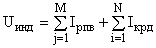 Uинд = ∑_{j=1}^{M} Iрпв + ∑_{i=1}^{N} Iкрд